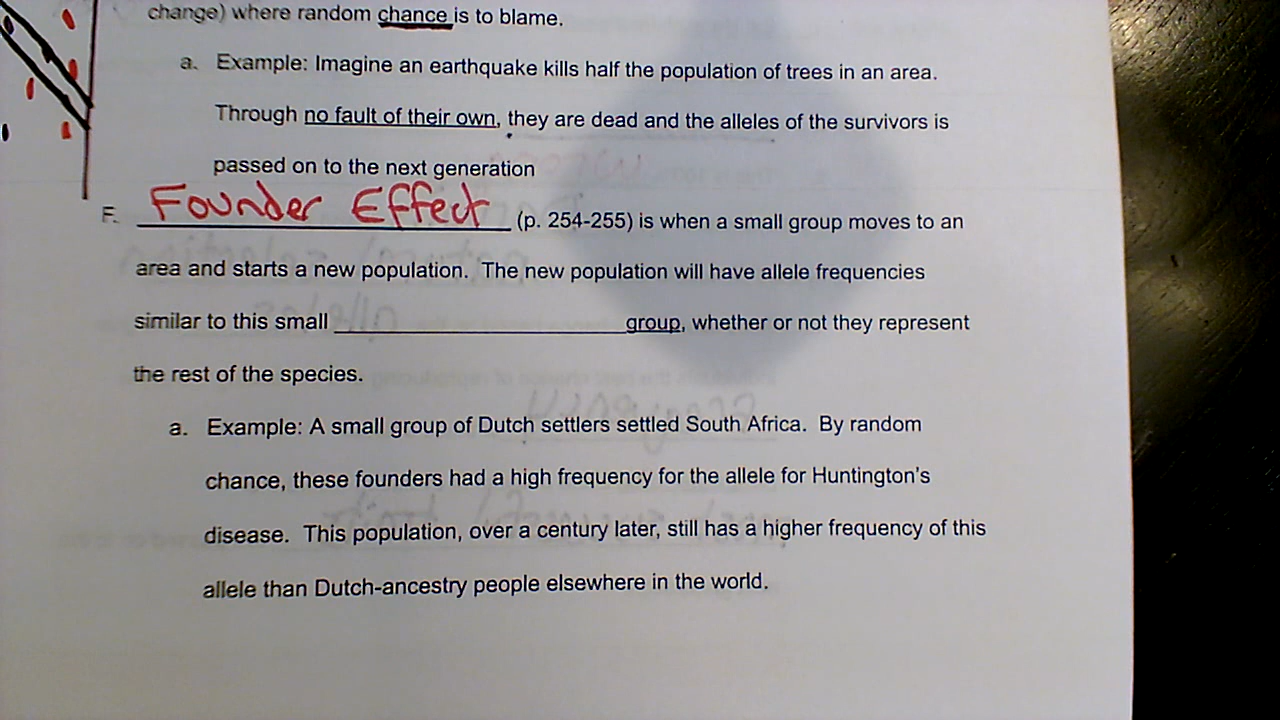 change) where random chance is to blame.
a. Example: Imagine an earthquake kills half the population of trees in an area.
Through no fault of their own, they are dead and the alleles of the survivors is
passed on to the next generation
F. Founder Effect (p. 254-255) is when a small group moves to an
area and starts a new population. The new population will have allele frequencies
similar to this small ____________________ group, whether or not they represent
the rest of the species.
a. Example: A small group of Dutch settlers settled South Africa. By random
chance, these founders had a high frequency for the allele for Huntington's
disease. This population, over a century later, still has a higher frequency of this
allele than Dutch-ancestry people elsewhere in the world.